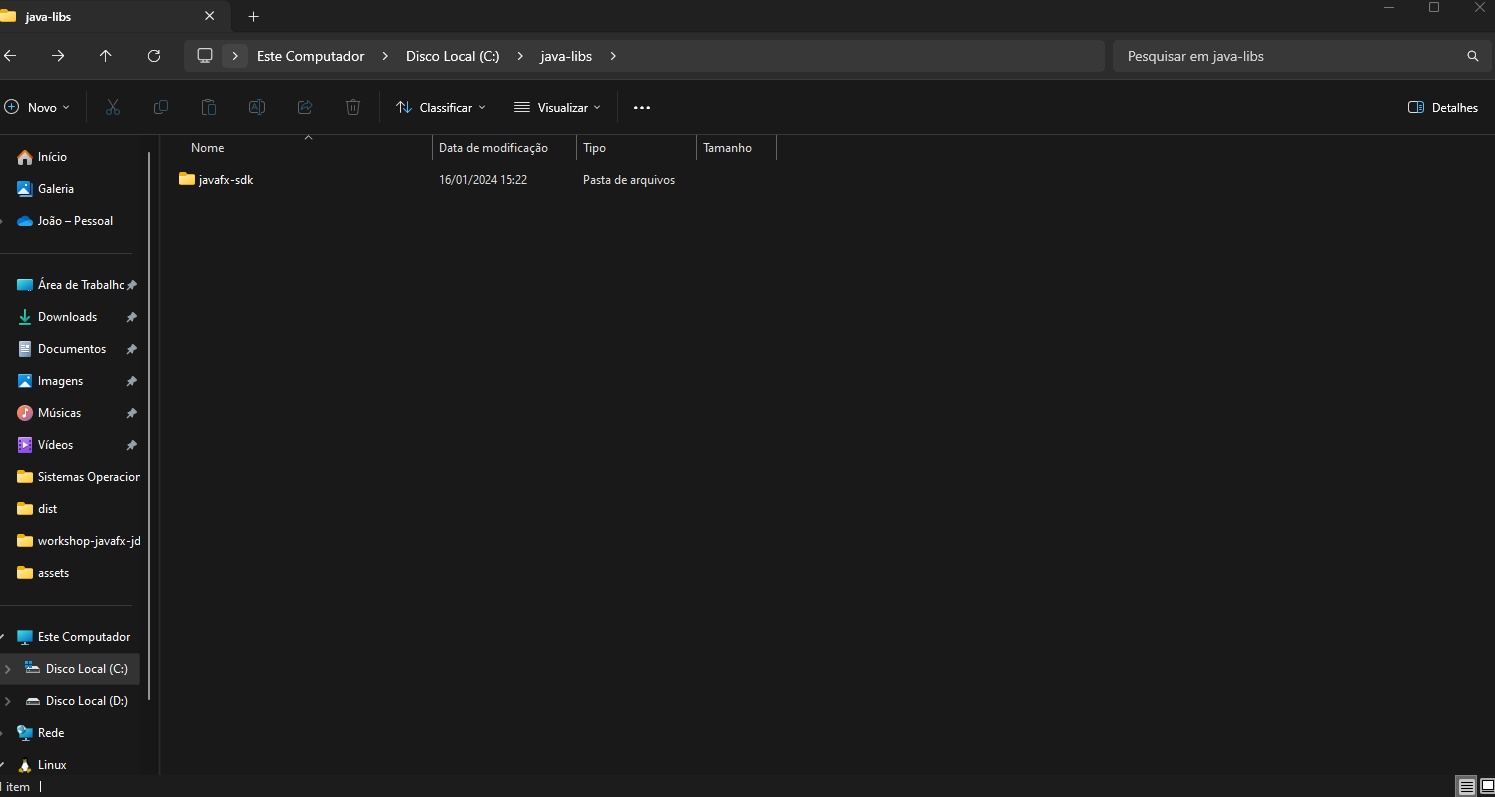 java-libs
Este Computador
Disco Local (C:)
java-libs
Pesquisar em java-libs
Novo
Classificar
Visualizar
Detalhes
Nome
Data de modificação
Tipo
Tamanho
javafx-sdk
16/01/2024 15:22
Pasta de arquivos
Início
Galeria
João – Pessoal
Área de Trabalho
Downloads
Documentos
Imagens
Músicas
Vídeos
Sistemas Operacion
dist
workshop-javafx-jd
assets
Este Computador
Disco Local (C:)
Disco Local (D:)
Rede
Linux
1 item